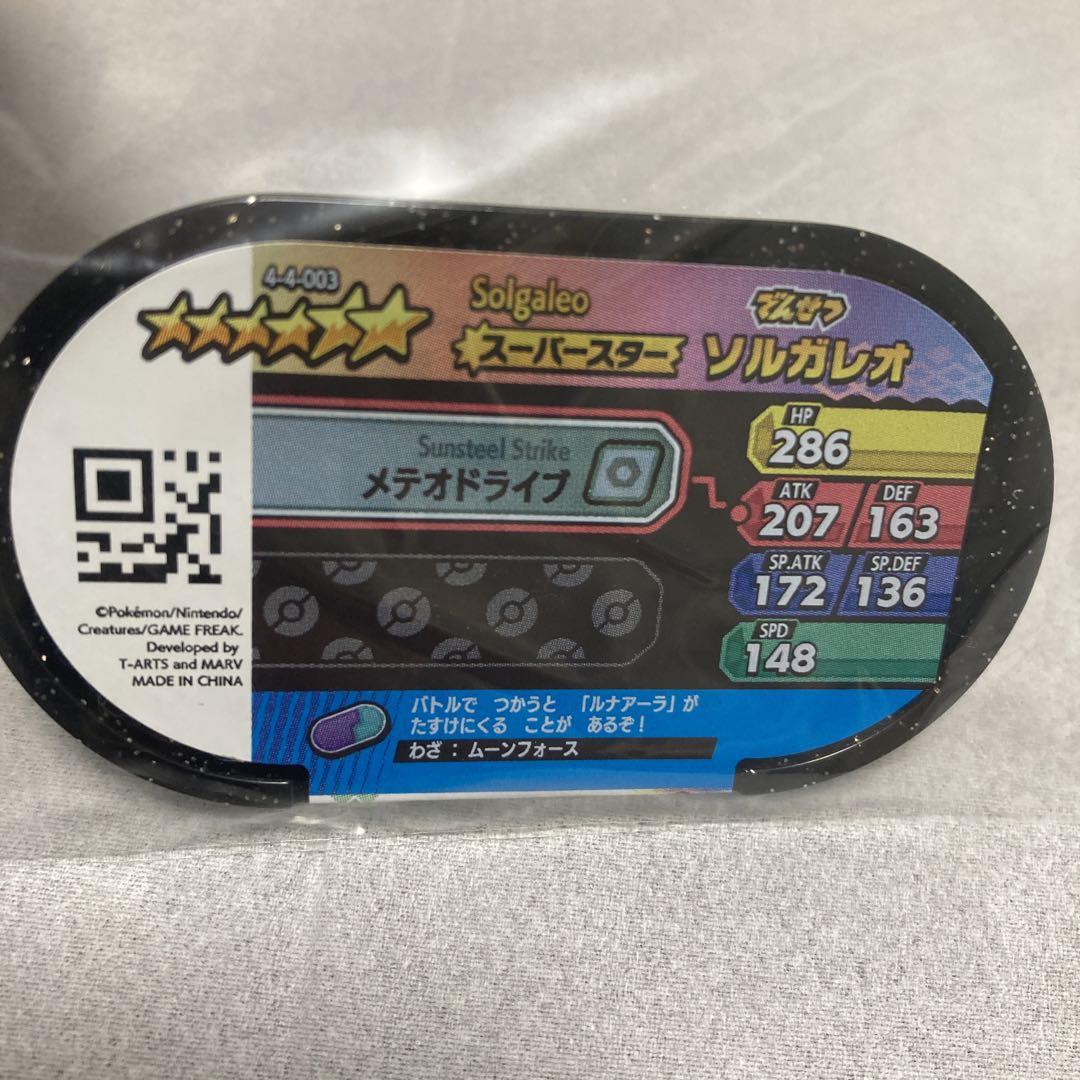 4-4-003
Solgaleo
スーパースター
でんせつ
ソルガレオ
Sunsteel Strike
メテオドライブ
HP
286
ATK
207
DEF
163
SP.ATK
172
SP.DEF
136
SPD
148
©Pokémon/Nintendo/
Creatures/GAME FREAK.
Developed by
T-ARTS and MARV
MADE IN CHINA
バトルで つかうと 「ルナアーラ」が
たすけにくる ことが あるぞ!
わざ : ムーンフォース